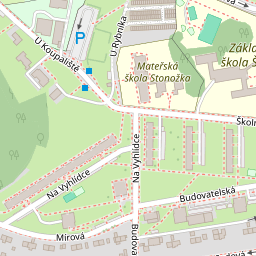 U Koupaliště
P
U Rybníka
Mateřská
škola Stonožka
Základ
škola Š
Školn
Na Vyhlídce
Na Vyhlídce
Budovatelská
Mírová
Budova